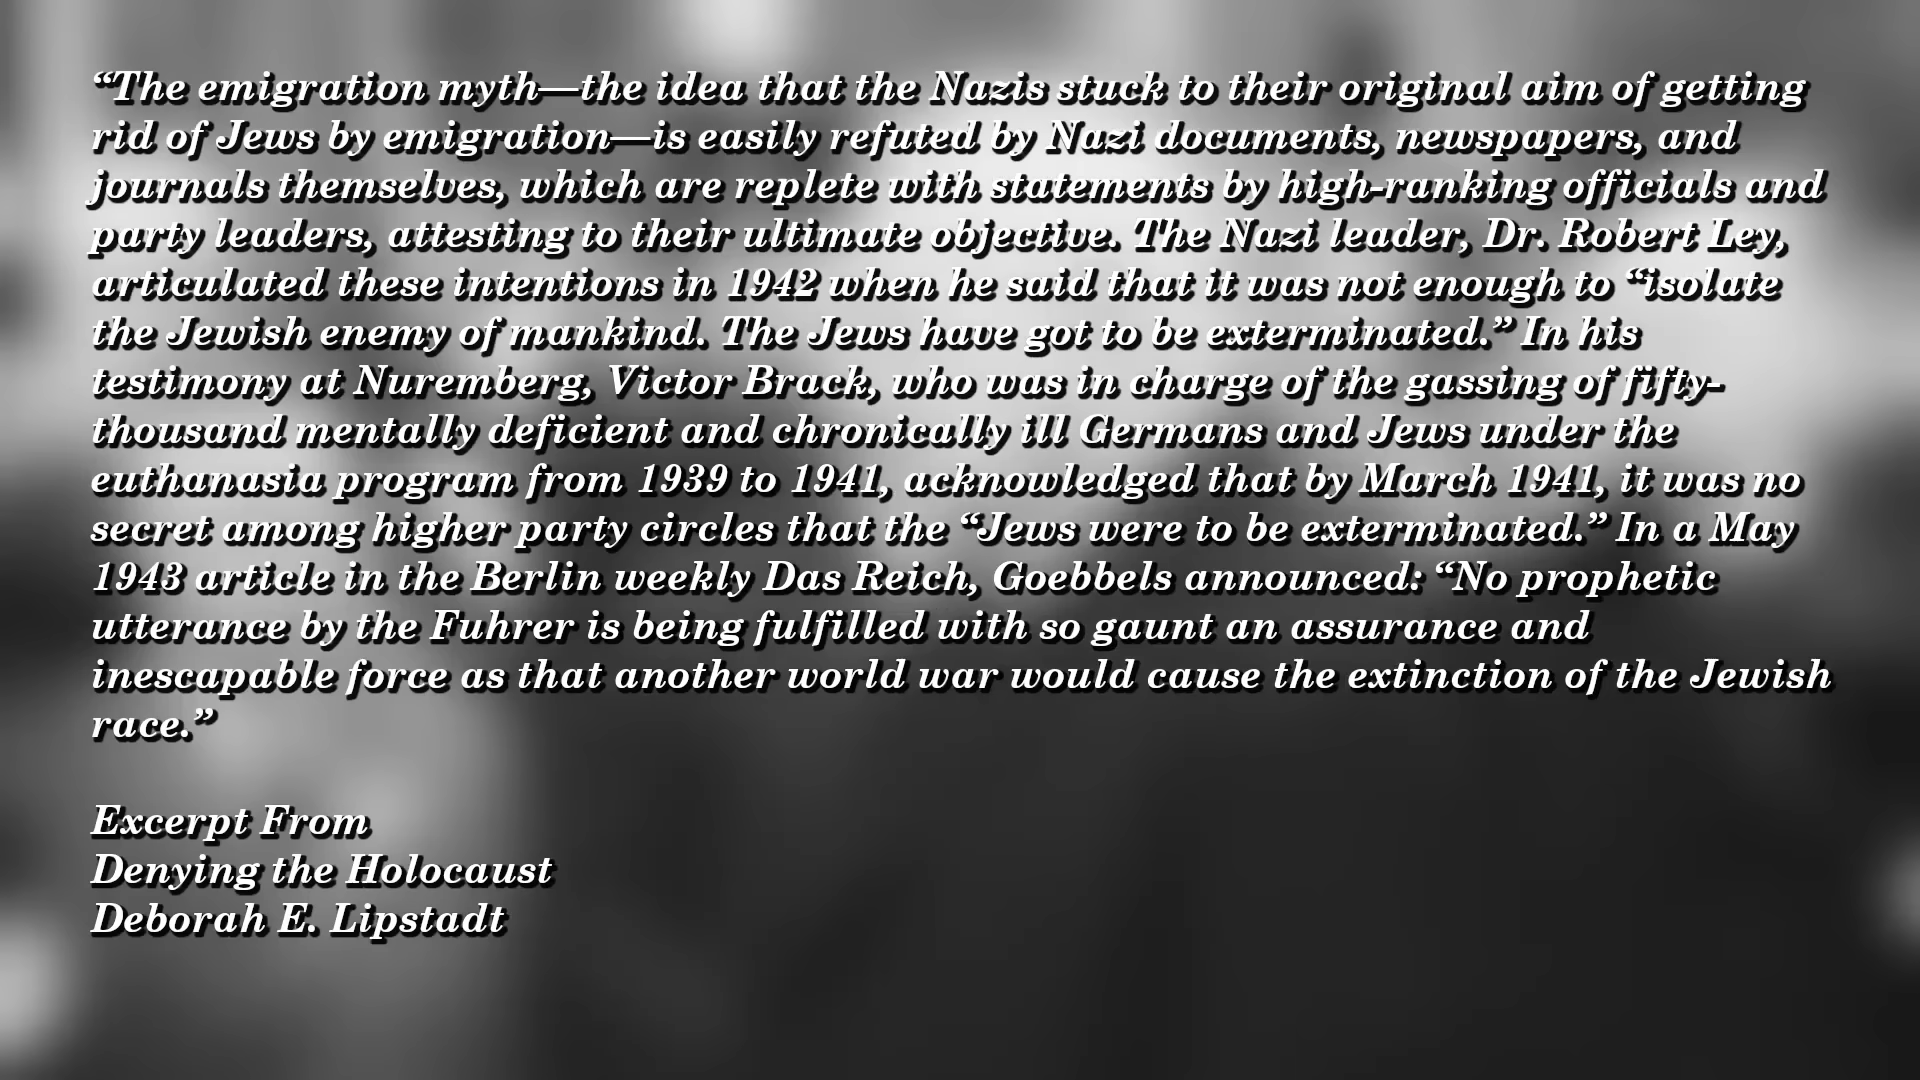 “The emigration myth—the idea that the Nazis stuck to their original aim of getting
rid of Jews by emigration—is easily refuted by Nazi documents, newspapers, and
journals themselves, which are replete with statements by high-ranking officials and
party leaders, attesting to their ultimate objective. The Nazi leader, Dr. Robert Ley,
articulated these intentions in 1942 when he said that it was not enough to “isolate
the Jewish enemy of mankind. The Jews have got to be exterminated.” In his
testimony at Nuremberg, Victor Brack, who was in charge of the gassing of fifty-
thousand mentally deficient and chronically ill Germans and Jews under the
euthanasia program from 1939 to 1941, acknowledged that by March 1941, it was no
secret among higher party circles that the “Jews were to be exterminated.” In a May
1943 article in the Berlin weekly Das Reich, Goebbels announced: “No prophetic
utterance by the Fuhrer is being fulfilled with so gaunt an assurance and
inescapable force as that another world war would cause the extinction of the Jewish
race.”
Excerpt From
Denying the Holocaust
Deborah E. Lipstadt